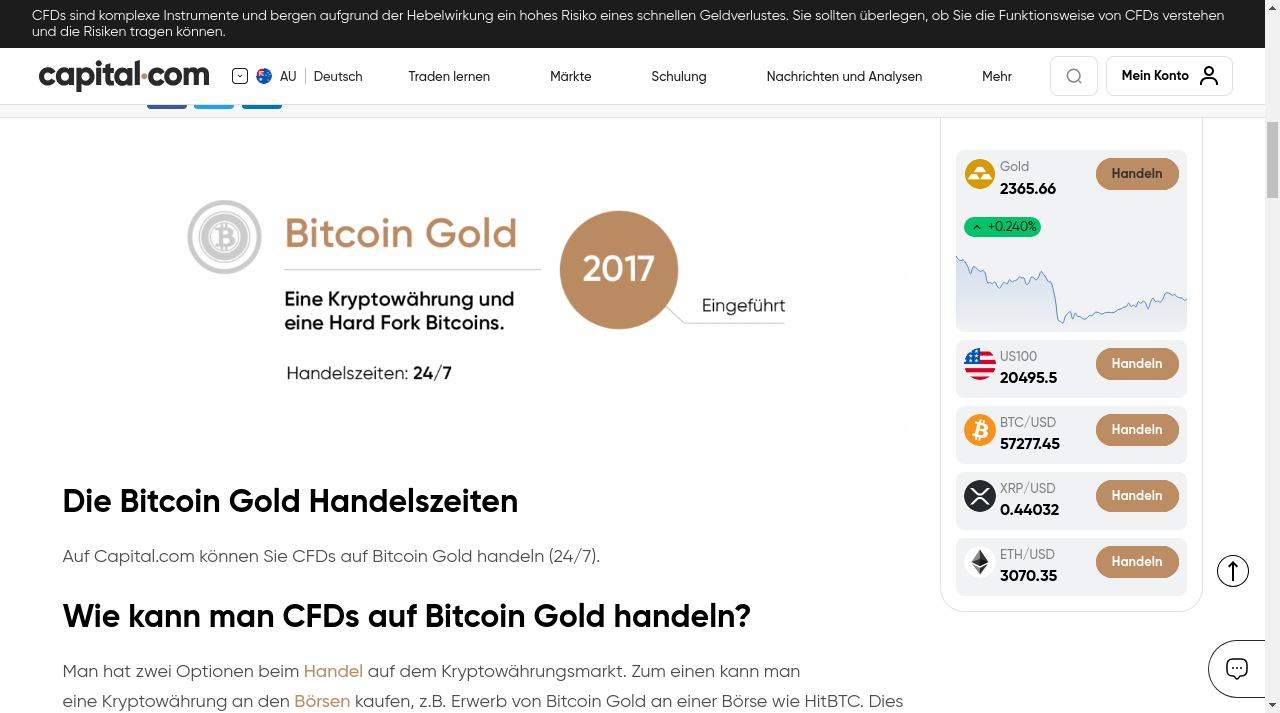 CFDs sind komplexe Instrumente und bergen aufgrund der Hebelwirkung ein hohes Risiko eines schnellen Geldverlustes. Sie sollten überlegen, ob Sie die Funktionsweise von CFDs verstehen
und die Risiken tragen können.
capital.com
AU
Deutsch
Traden lernen
Märkte
Schulung
Nachrichten und Analysen
Mehr
Mein Konto
Bitcoin Gold
Eine Kryptowährung und
eine Hard Fork Bitcoins.
Handelszeiten: 24/7
2017
Eingeführt
Die Bitcoin Gold Handelszeiten
Auf Capital.com können Sie CFDs auf Bitcoin Gold handeln (24/7).
Wie kann man CFDs auf Bitcoin Gold handeln?
Man hat zwei Optionen beim Handel auf dem Kryptowährungsmarkt. Zum einen kann man
eine Kryptowährung an den Börsen kaufen, z.B. Erwerb von Bitcoin Gold an einer Börse wie HitBTC. Dies
Gold
2365.66
Handeln
+0.240%
US100
20495.5
Handeln
BTC/USD
57277.45
Handeln
XRP/USD
0.44032
Handeln
ETH/USD
3070.35
Handeln